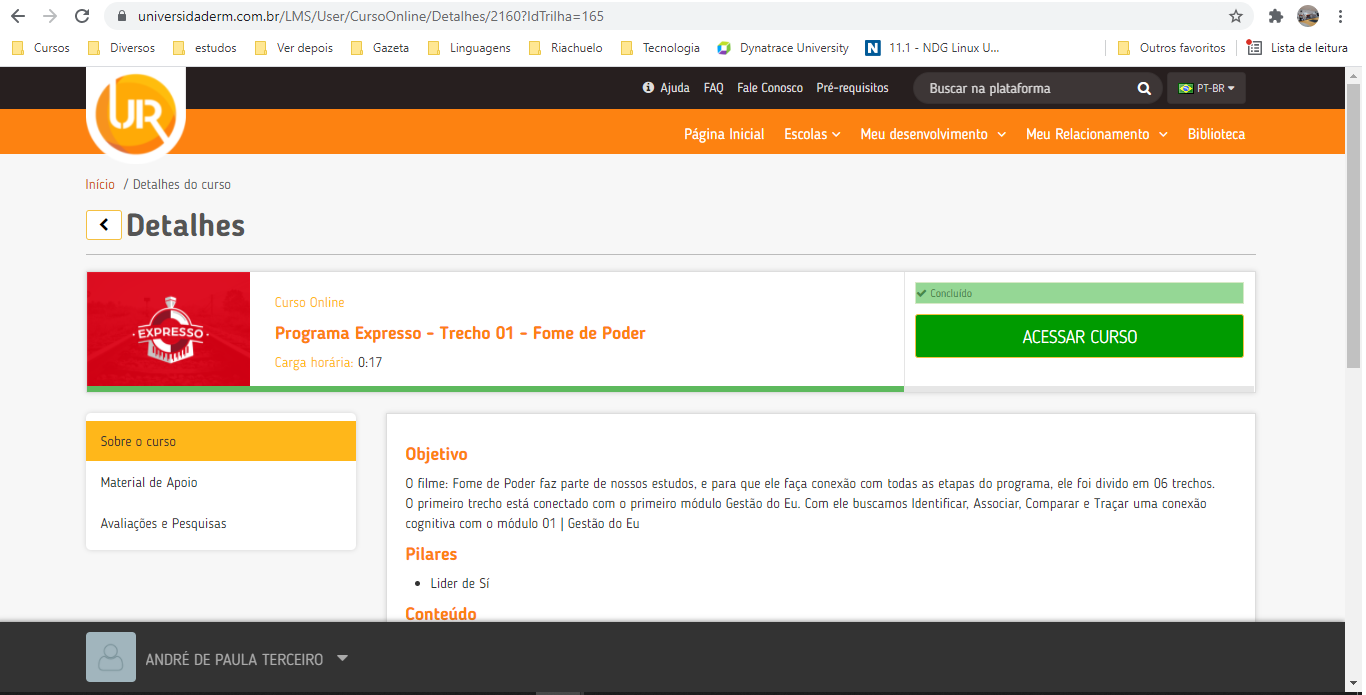 universidaderm.com.br/LMS/User/CursoOnline/Detalhes/2160?IdTrilha=165
Cursos Diversos estudos Ver depois Gazeta Linguagens Riachuelo Tecnologia Dynatrace University N 11.1 - NDG Linux U... Outros favoritos Lista de leitura
UR
Ajuda FAQ Fale Conosco Pré-requisitos Buscar na plataforma PT-BR
Página Inicial Escolas Meu desenvolvimento Meu Relacionamento Biblioteca
Início / Detalhes do curso
Detalhes
EXPRESSO
Curso Online
Programa Expresso - Trecho 01 - Fome de Poder
Carga horária: 0:17
Concluído
ACESSAR CURSO
Sobre o curso
Material de Apoio
Avaliações e Pesquisas
Objetivo
O filme: Fome de Poder faz parte de nossos estudos, e para que ele faça conexão com todas as etapas do programa, ele foi divido em 06 trechos.
O primeiro trecho está conectado com o primeiro módulo Gestão do Eu. Com ele buscamos Identificar, Associar, Comparar e Traçar uma conexão
cognitiva com o módulo 01 | Gestão do Eu
Pilares
• Lider de Sí
Conteúdo
ANDRÉ DE PAULA TERCEIRO